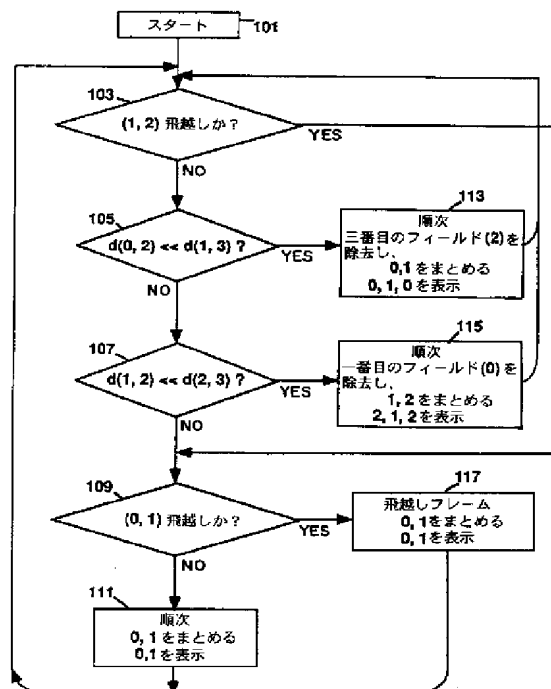 スタート
101
103
(1, 2) 飛越しか？
YES
NO
105
d(0, 2) << d(1, 3) ?
YES
NO
113
順次
三番目のフィールド(2)を
除去し、
0,1 をまとめる
0, 1, 0 を表示
107
d(1, 2) << d(2, 3) ?
YES
NO
115
順次
一番目のフィールド(0)を
除去し、
1, 2 をまとめる
2, 1, 2 を表示
109
(0, 1) 飛越しか？
YES
NO
117
飛越しフレーム
0, 1をまとめる
0, 1を表示
111
順次
0, 1 をまとめる
0,1 を表示